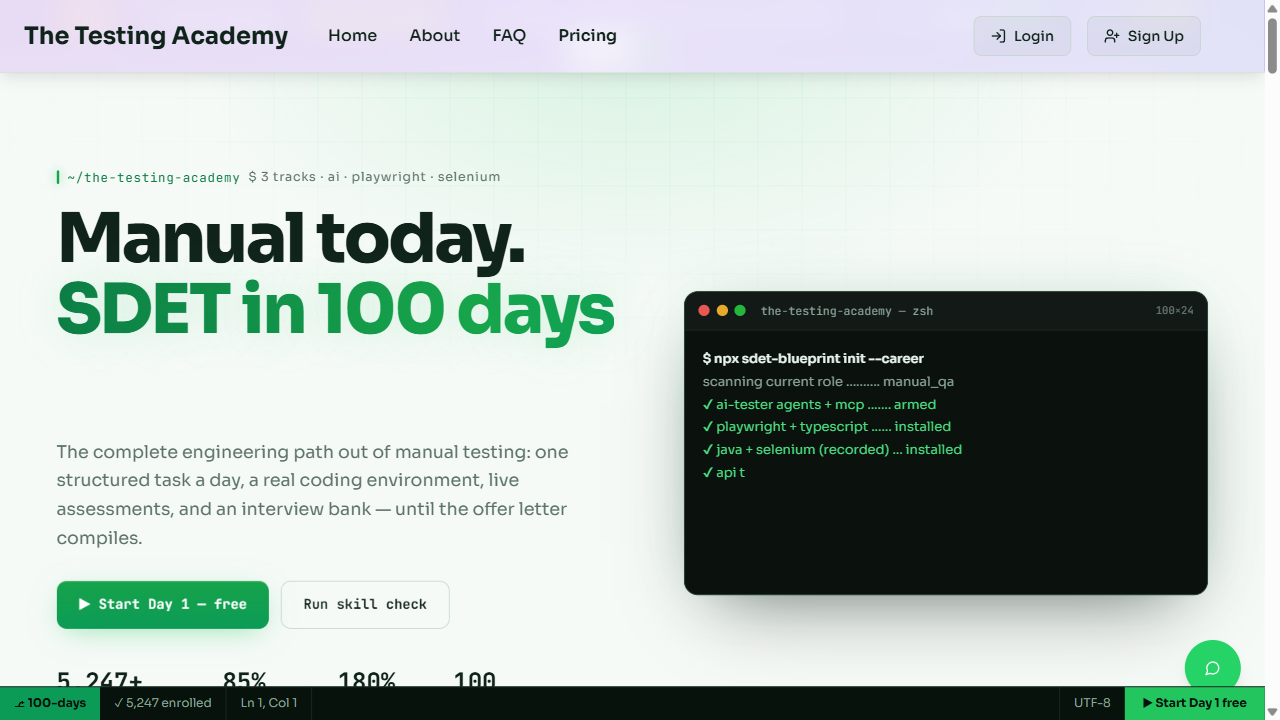 The Testing Academy
Home
About
FAQ
Pricing
Login
Sign Up
~/the-testing-academy $ 3 tracks · ai · playwright · selenium
Manual today.
SDET in 100 days
The complete engineering path out of manual testing: one
structured task a day, a real coding environment, live
assessments, and an interview bank — until the offer letter
compiles.
▶ Start Day 1 — free
Run skill check
5,247+
85%
180%
100
the-testing-academy — zsh
100×24
$ npx sdet-blueprint init --career
scanning current role .......... manual_qa
✓ ai-tester agents + mcp ....... armed
✓ playwright + typescript ...... installed
✓ java + selenium (recorded) ... installed
✓ api t
⎇ 100-days
✓ 5,247 enrolled
Ln 1, Col 1
UTF-8
▶ Start Day 1 free